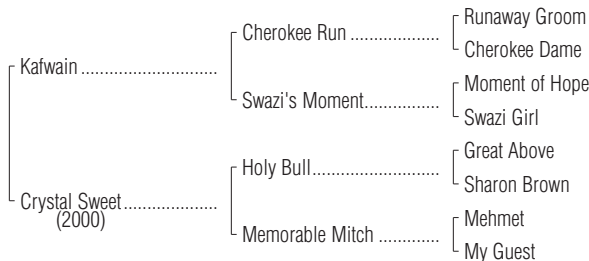 Runaway Groom
Cherokee Run ..................
Cherokee Dame
Kafwain ............................
Moment of Hope
Swazi's Moment...............
Swazi Girl
Great Above
Holy Bull.........................
Sharon Brown
Crystal Sweet...................
(2000)
Mehmet
Memorable Mitch ............
My Guest